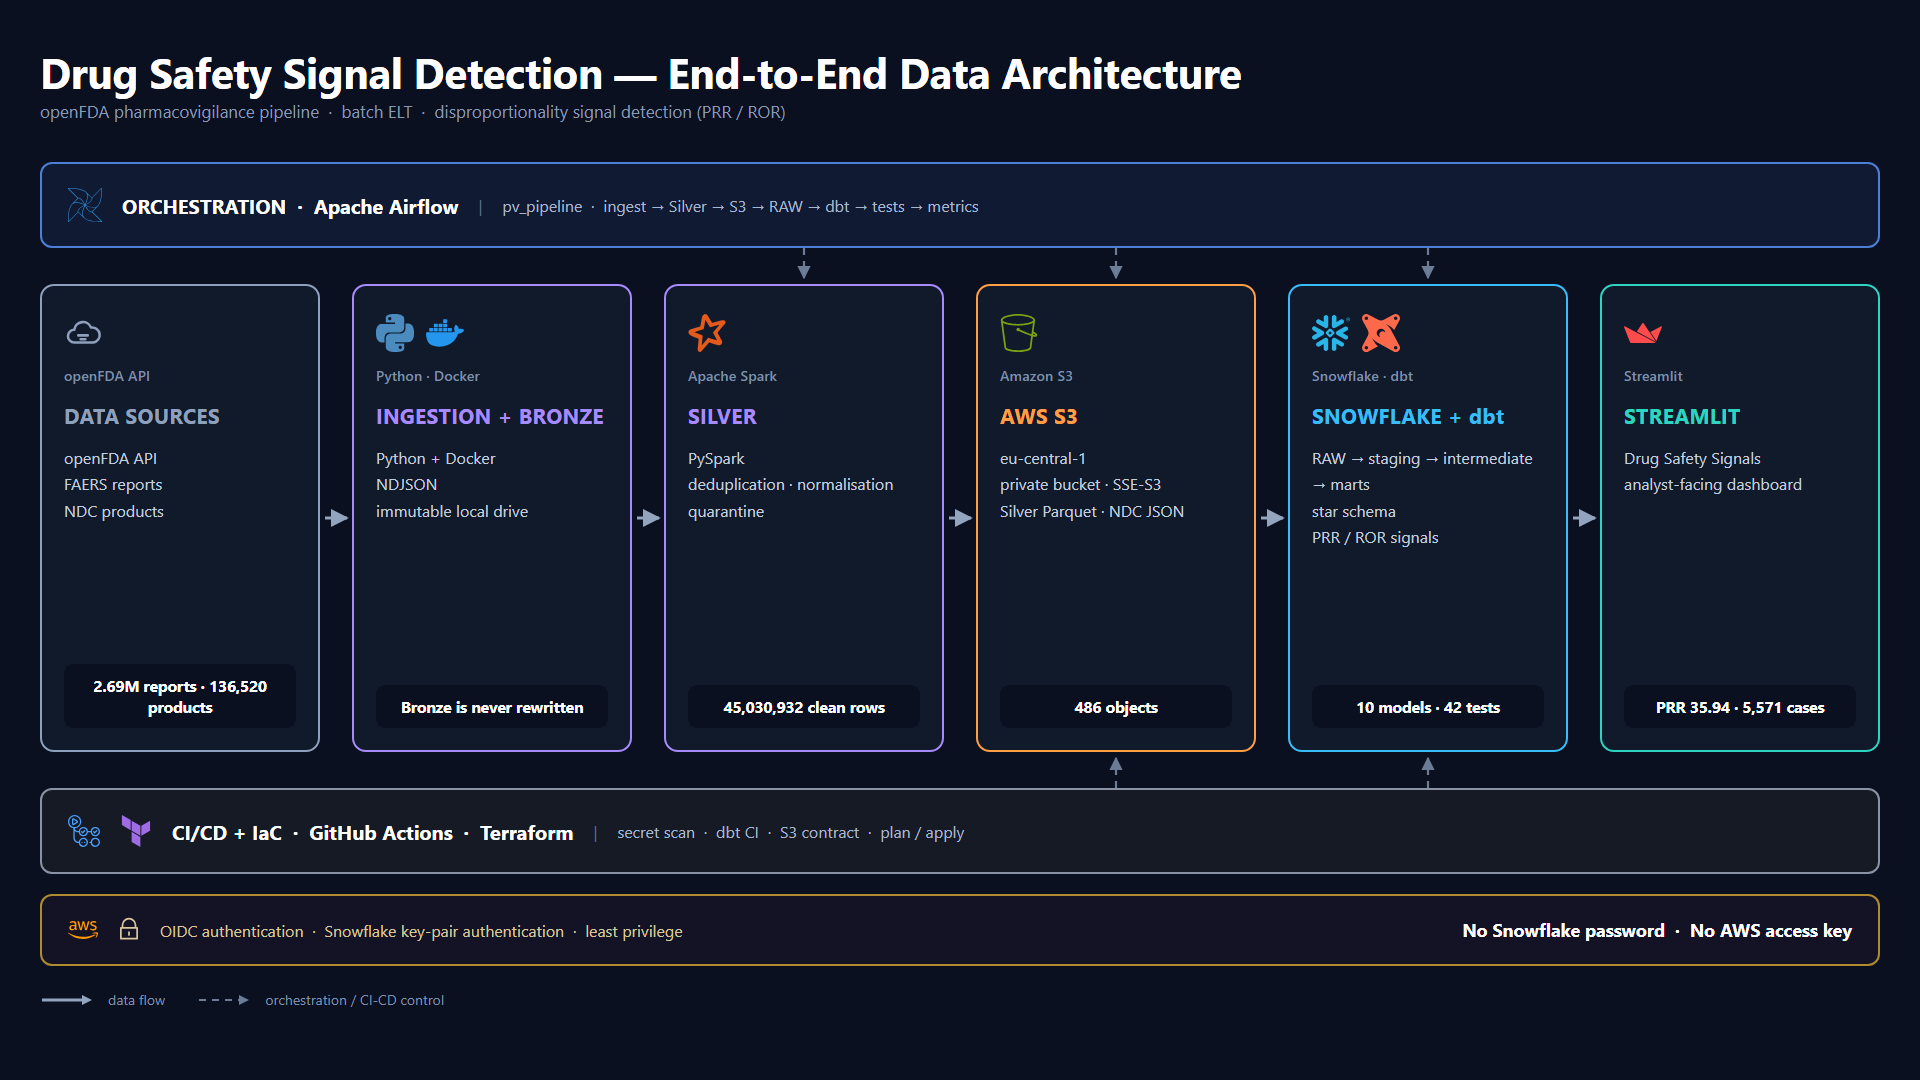 Drug Safety Signal Detection — End-to-End Data Architecture
openFDA pharmacovigilance pipeline · batch ELT · disproportionality signal detection (PRR / ROR)
ORCHESTRATION · Apache Airflow | pv_pipeline · ingest → Silver → S3 → RAW → dbt → tests → metrics
openFDA API
DATA SOURCES
openFDA API
FAERS reports
NDC products
2.69M reports · 136,520
products
Python · Docker
INGESTION + BRONZE
Python + Docker
NDJSON
immutable local drive
Bronze is never rewritten
Apache Spark
SILVER
PySpark
deduplication · normalisation
quarantine
45,030,932 clean rows
Amazon S3
AWS S3
eu-central-1
private bucket · SSE-S3
Silver Parquet · NDC JSON
486 objects
Snowflake · dbt
SNOWFLAKE + dbt
RAW → staging → intermediate
→ marts
star schema
PRR / ROR signals
10 models · 42 tests
Streamlit
STREAMLIT
Drug Safety Signals
analyst-facing dashboard
PRR 35.94 · 5,571 cases
CI/CD + IaC · GitHub Actions · Terraform | secret scan · dbt CI · S3 contract · plan / apply
aws
OIDC authentication · Snowflake key-pair authentication · least privilege
No Snowflake password · No AWS access key
data flow
orchestration / CI-CD control